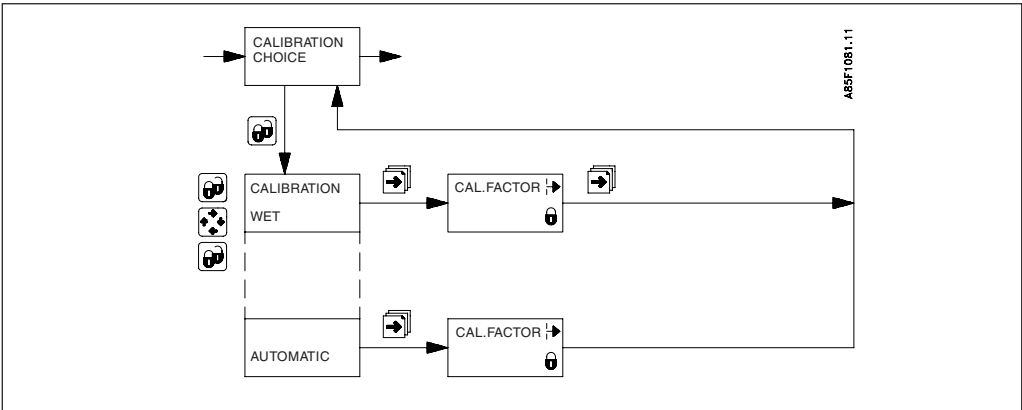 CALIBRATION
CHOICE
A85F1081.11
CALIBRATION
WET
CAL.FACTOR
AUTOMATIC
CAL.FACTOR